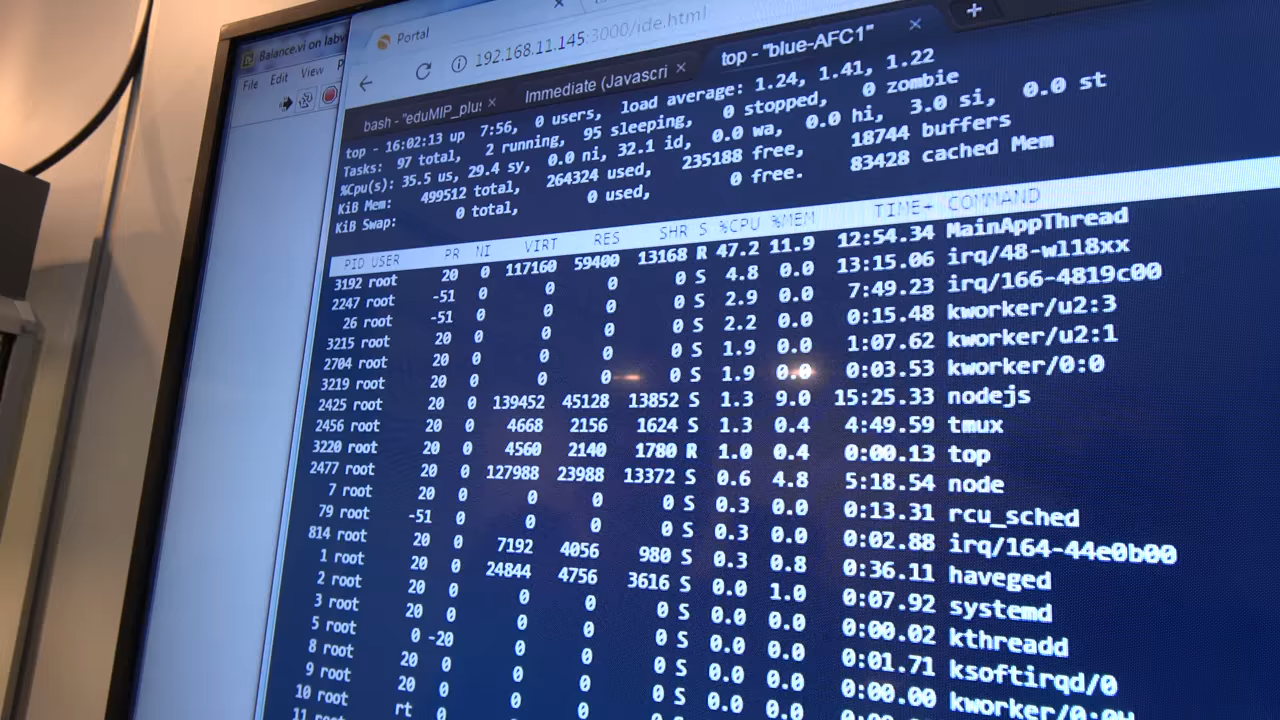 Balance.vi on labv
File Edit View
Portal
192.168.11.145:3000/ide.html
bash - "eduMIP_plus Immediate (Javascri top - "blue-AFC1"
top - 16:02:13 up 7:56, 0 users, load average: 1.24, 1.41, 1.22
Tasks: 97 total, 2 running, 95 sleeping, 0 stopped, 0 zombie
%Cpu(s): 35.5 us, 29.4 sy, 0.0 ni, 32.1 id, 0.0 wa, 0.0 hi, 3.0 si, 0.0 st
KiB Mem: 499512 total, 264324 used, 235188 free, 18744 buffers
KiB Swap: 0 total, 0 used, 0 free. 83428 cached Mem
PID USER PR NI VIRT RES SHR S %CPU %MEM TIME+ COMMAND
3192 root 20 0 117160 59400 13168 R 47.2 11.9 12:54.34 MainAppThread
2247 root -51 0 0 0 0 S 4.8 0.0 13:15.06 irq/48-wl18xx
26 root -51 0 0 0 0 S 2.9 0.0 7:49.23 irq/166-4819c00
3215 root 20 0 0 0 0 S 2.2 0.0 0:15.48 kworker/u2:3
2704 root 20 0 0 0 0 S 1.9 0.0 1:07.62 kworker/u2:1
3219 root 20 0 0 0 0 S 1.9 0.0 0:03.53 kworker/0:0
2425 root 20 0 139452 45128 13852 S 1.3 9.0 15:25.33 nodejs
2456 root 20 0 4668 2156 1624 S 1.3 0.4 4:49.59 tmux
3220 root 20 0 4560 2140 1780 R 1.0 0.4 0:00.13 top
2477 root 20 0 127988 23988 13372 S 0.6 4.8 5:18.54 node
7 root 20 0 0 0 0 S 0.3 0.0 0:13.31 rcu_sched
79 root -51 0 0 0 0 S 0.3 0.0 0:02.88 irq/164-44e0b00
814 root 20 0 7192 4056 980 S 0.3 0.8 0:36.11 haveged
1 root 20 0 24844 4756 3616 S 0.0 1.0 0:07.92 systemd
2 root 20 0 0 0 0 S 0.0 0.0 0:00.02 kthreadd
3 root 20 0 0 0 0 S 0.0 0.0 0:01.71 ksoftirqd/0
5 root 0 -20 0 0 0 S 0.0 0.0 0:00.00 kworker/0:0H
8 root 20 0 0 0 0 S 0.0 0.0
9 root 20 0 0 0 0 S 0.0
10 root rt 0
11 root